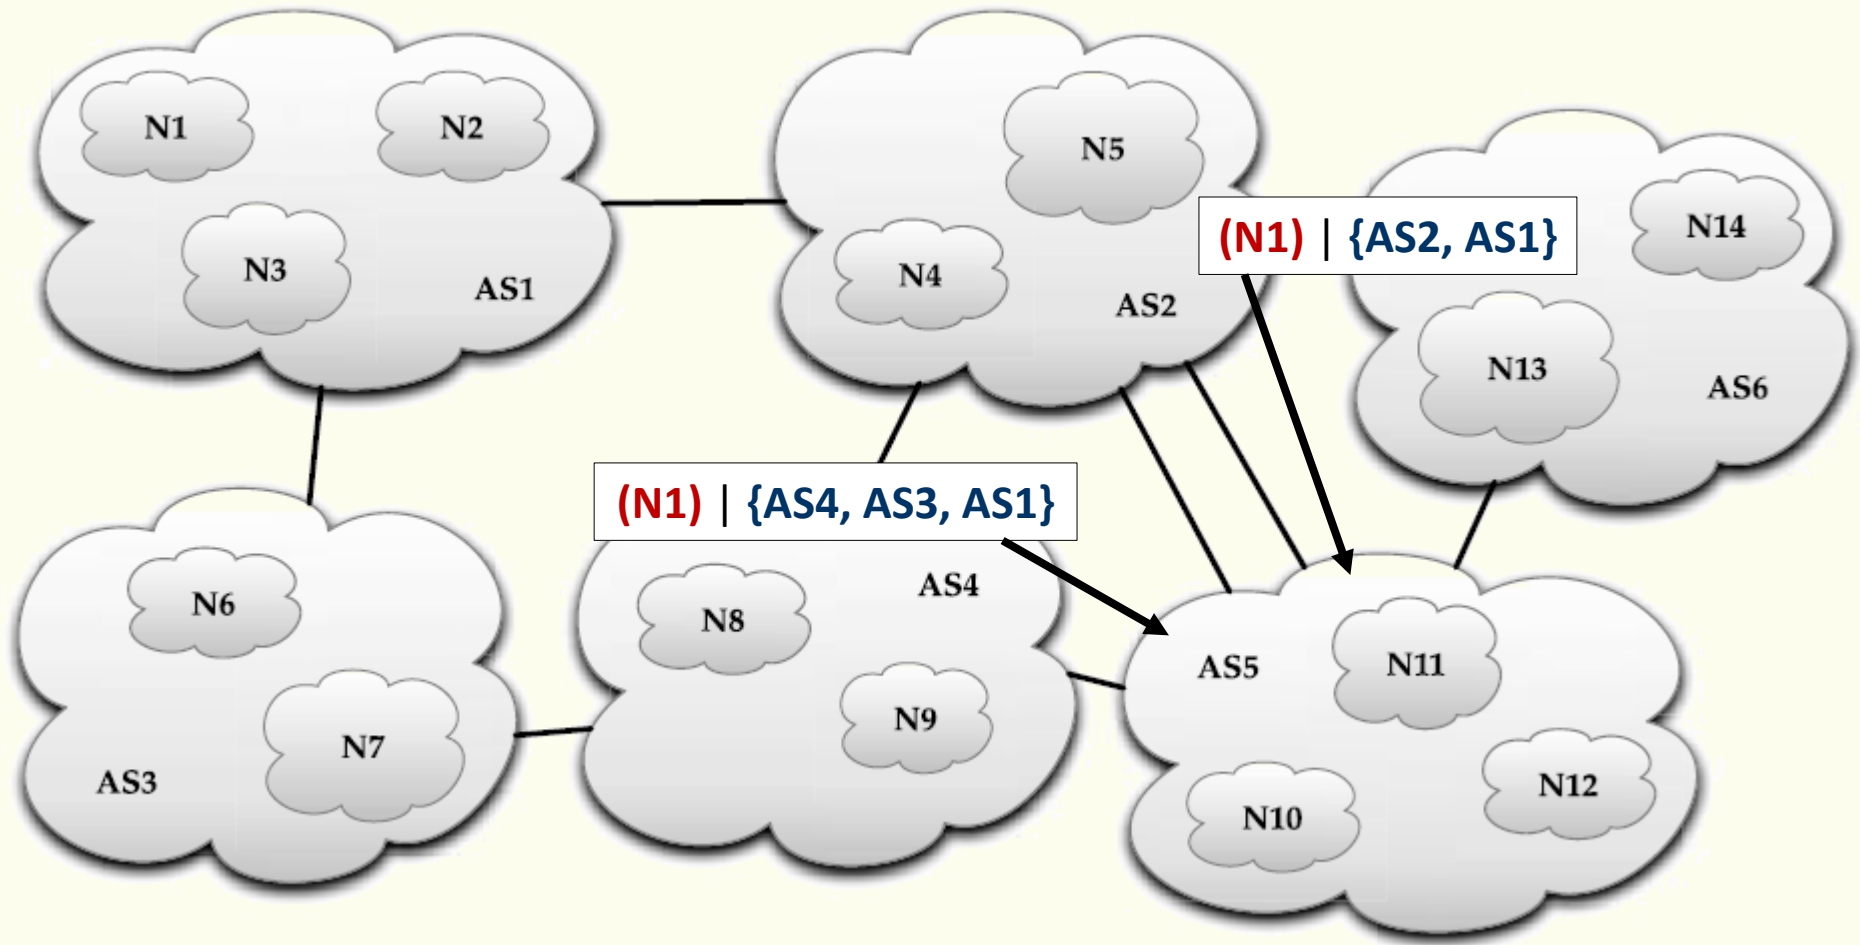 N1
N2
N3
AS1
N5
N4
AS2
(N1) | {AS2, AS1}
N14
N13
AS6
(N1) | {AS4, AS3, AS1}
N6
N7
AS3
AS4
N8
N9
AS5
N11
N12
N10